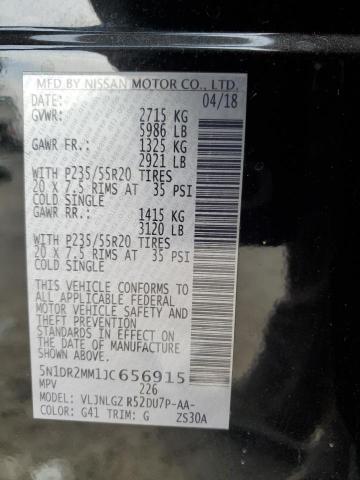 MFD BY NISSAN MOTOR CO., LTD.
DATE: 04/18
GVWR: 2715 KG
5986 LB
GAWR FR.: 1325 KG
2921 LB
WITH P235/55R20 TIRES
20 X 7.5 RIMS AT 35 PSI
COLD SINGLE
GAWR RR.: 1415 KG
3120 LB
WITH P235/55R20 TIRES
20 X 7.5 RIMS AT 35 PSI
COLD SINGLE
THIS VEHICLE CONFORMS TO
ALL APPLICABLE FEDERAL
MOTOR VEHICLE SAFETY
STANDARDS IN EFFECT ON
THE DATE OF MANUFACTURE
SHOWN ABOVE.
5N1DR2MM1JC656915
MPV 226
MODEL: VLJNLGZ R52DU7P-AA-
COLOR: G41 TRIM: G ZS30A